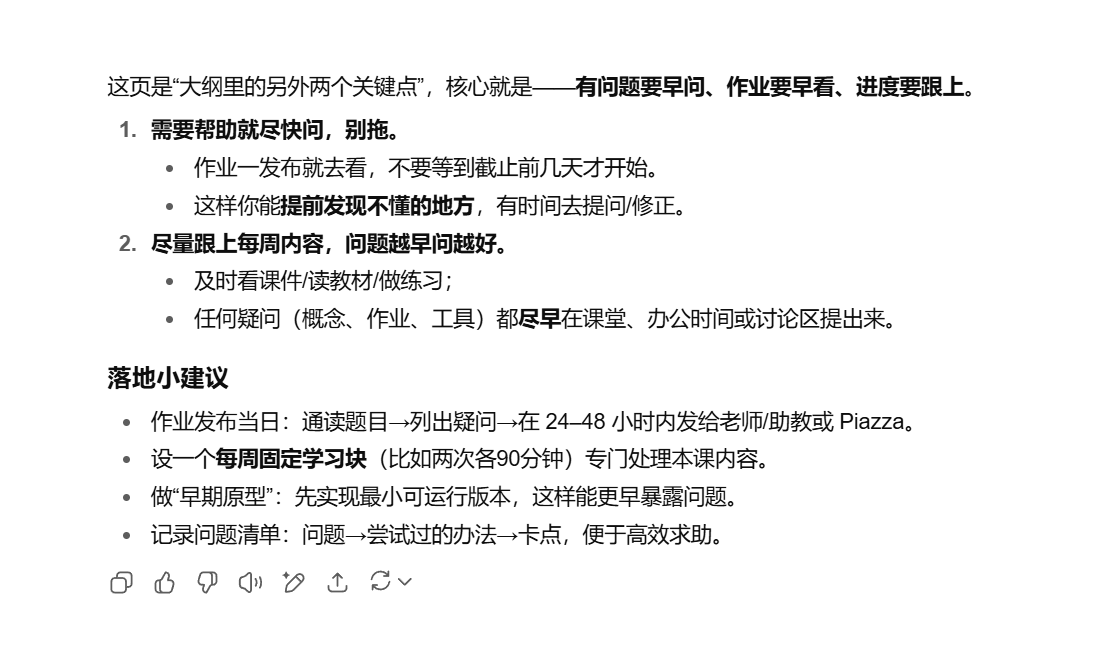 这页是“大纲里的另外两个关键点”，核心就是——有问题要早问、作业要早看、进度要跟上。
1. 需要帮助就尽快问，别拖。
• 作业一发布就去看，不要等到截止前几天才开始。
• 这样你能提前发现不懂的地方，有时间去提问/修正。
2. 尽量跟上每周内容，问题越早问越好。
• 及时看课件/读教材/做练习；
• 任何疑问（概念、作业、工具）都尽早在课堂、办公时间或讨论区提出来。
落地小建议
• 作业发布当日：通读题目→列出疑问→在 24–48 小时内发给老师/助教或 Piazza。
• 设一个每周固定学习块（比如两次各90分钟）专门处理本课内容。
• 做“早期原型”：先实现最小可运行版本，这样能更早暴露问题。
• 记录问题清单：问题→尝试过的办法→卡点，便于高效求助。